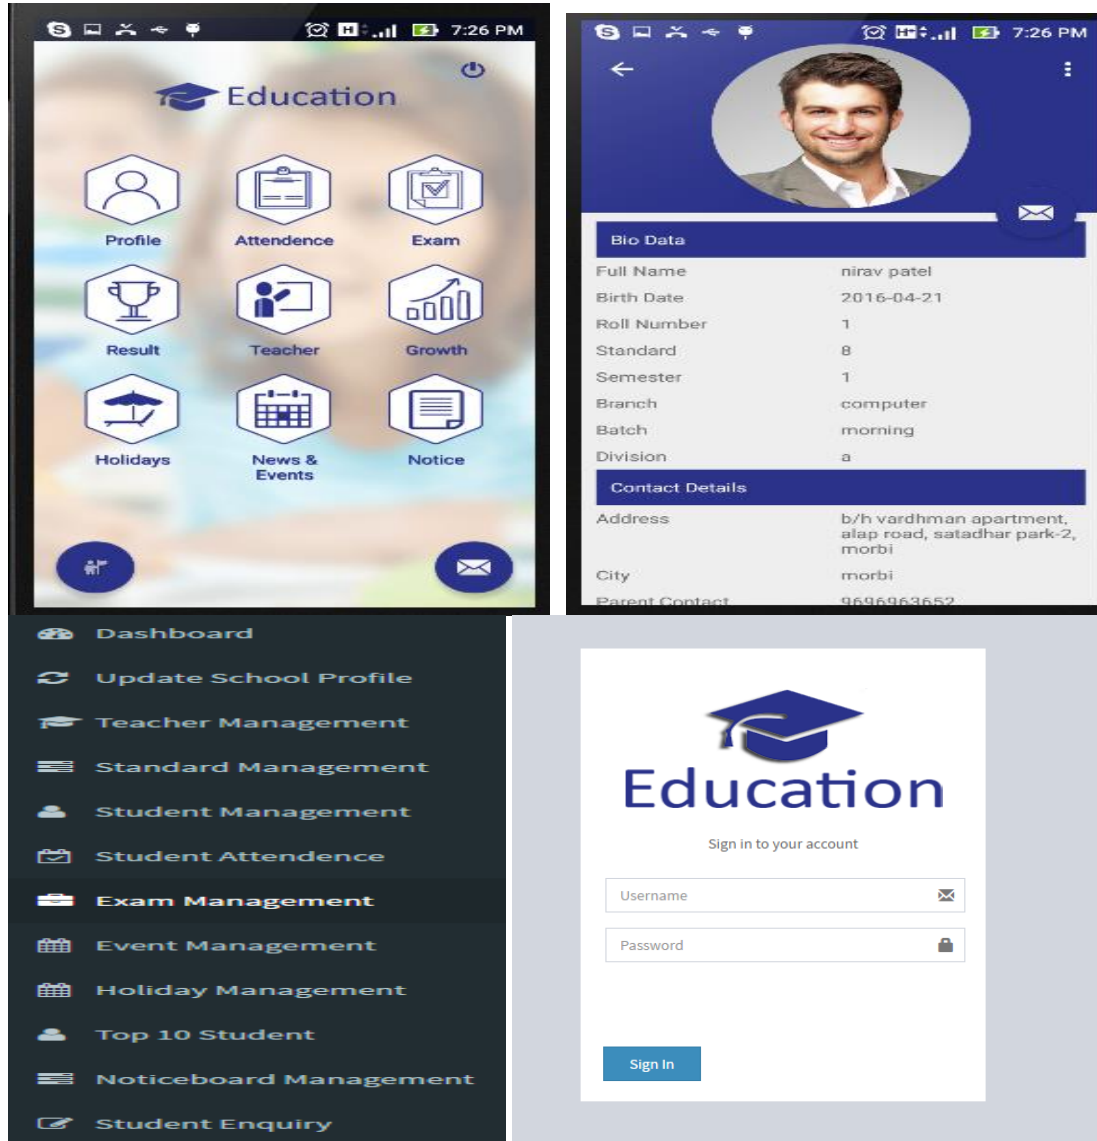 7:26 PM
Education
Profile
Attendence
Exam
Result
Teacher
Growth
Holidays
News &
Events
Notice
7:26 PM
Bio Data
Full Name nirav patel
Birth Date 2016-04-21
Roll Number 1
Standard 8
Semester 1
Branch computer
Batch morning
Division a
Contact Details
Address b/h vardhman apartment,
alap road, satadhar park-2,
morbi
City morbi
Parent Contact 9696963652
Dashboard
Update School Profile
Teacher Management
Standard Management
Student Management
Student Attendence
Exam Management
Event Management
Holiday Management
Top 10 Student
Noticeboard Management
Student Enquiry
Education
Sign in to your account
Username
Password
Sign In